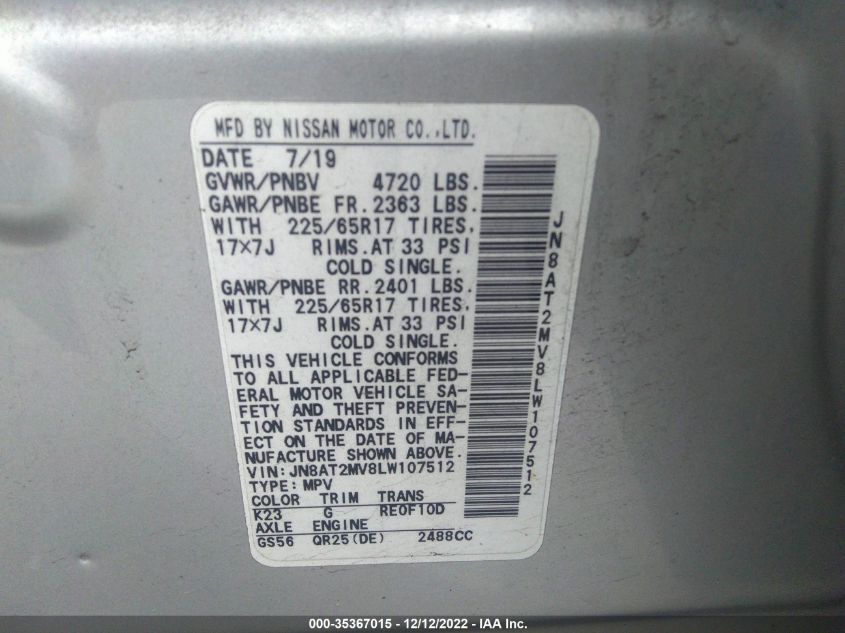 MFD BY NISSAN MOTOR CO.,LTD.
DATE 7/19
GVWR/PNBV 4720 LBS.
GAWR/PNBE FR.2363 LBS.
WITH 225/65R17 TIRES,
17×7J RIMS.AT 33 PSI
COLD SINGLE.
GAWR/PNBE RR.2401 LBS.
WITH 225/65R17 TIRES,
17×7J RIMS.AT 33 PSI
COLD SINGLE.
THIS VEHICLE CONFORMS
TO ALL APPLICABLE FED-
ERAL MOTOR VEHICLE SA-
FETY AND THEFT PREVEN-
TION STANDARDS IN EFF-
ECT ON THE DATE OF MA-
NUFACTURE SHOWN ABOVE.
VIN:JN8AT2MV8LW107512
TYPE:MPV
COLOR TRIM TRANS
K23 G RE0F10D
AXLE ENGINE
GS56 QR25(DE) 2488CC
JN8AT2MV8LW107512
000-35367015 - 12/12/2022 - IAA Inc.